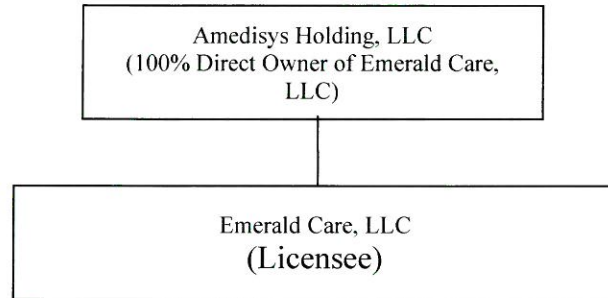 Amedisys Holding, LLC
(100% Direct Owner of Emerald Care,
LLC)
Emerald Care, LLC
(Licensee)